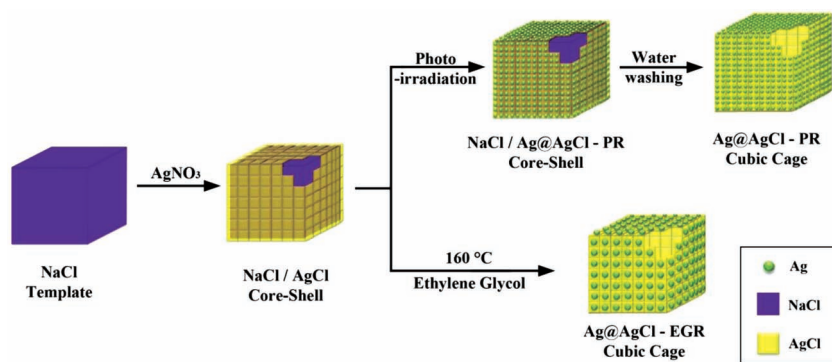 NaCl
Template
AgNO₃
NaCl / AgCl
Core-Shell
Photo
-irradiation
NaCl / Ag@AgCl - PR
Core-Shell
Water
washing
Ag@AgCl - PR
Cubic Cage
160 °C
Ethylene Glycol
Ag@AgCl - EGR
Cubic Cage
Ag
NaCl
AgCl